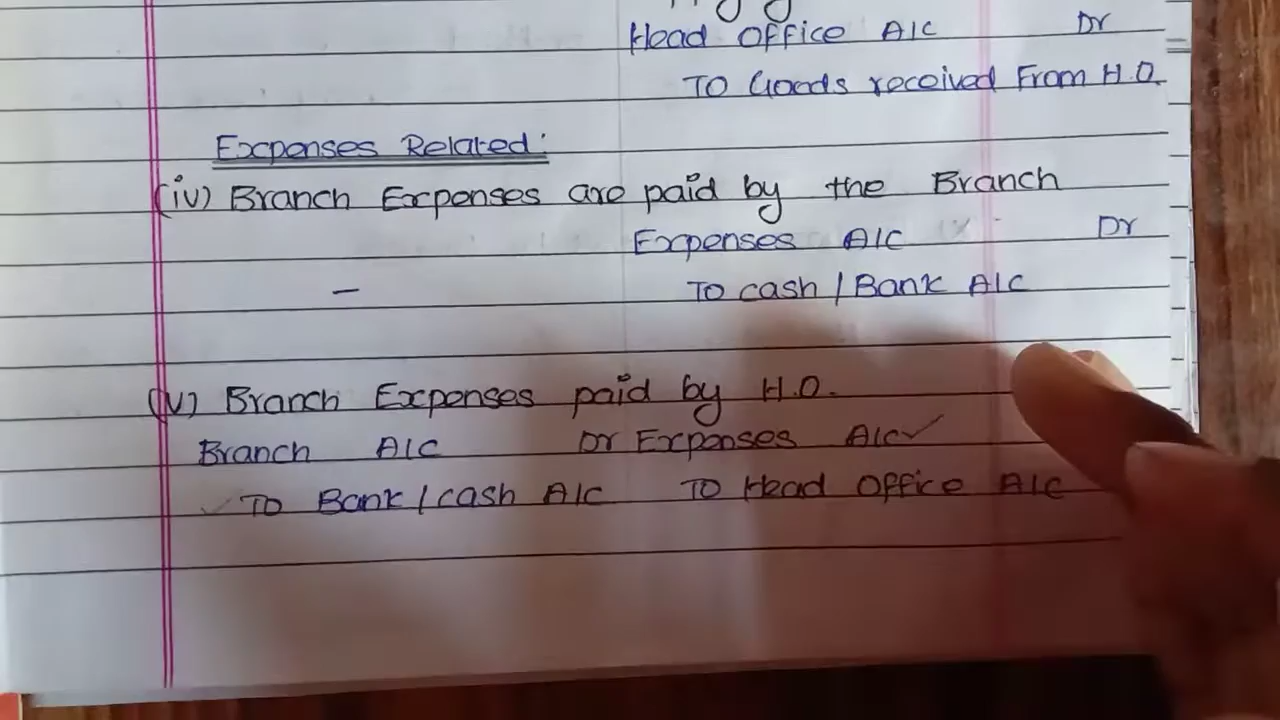 Head Office A/C Dr
To Goods received From H.O.
Expenses Related:
(iv) Branch Expenses are paid by the Branch
Expenses A/C Dr
– To cash / Bank A/C
(v) Branch Expenses paid by H.O.
Branch A/C Dr Expenses A/C ✓
✓ To Bank / cash A/C To Head Office A/C